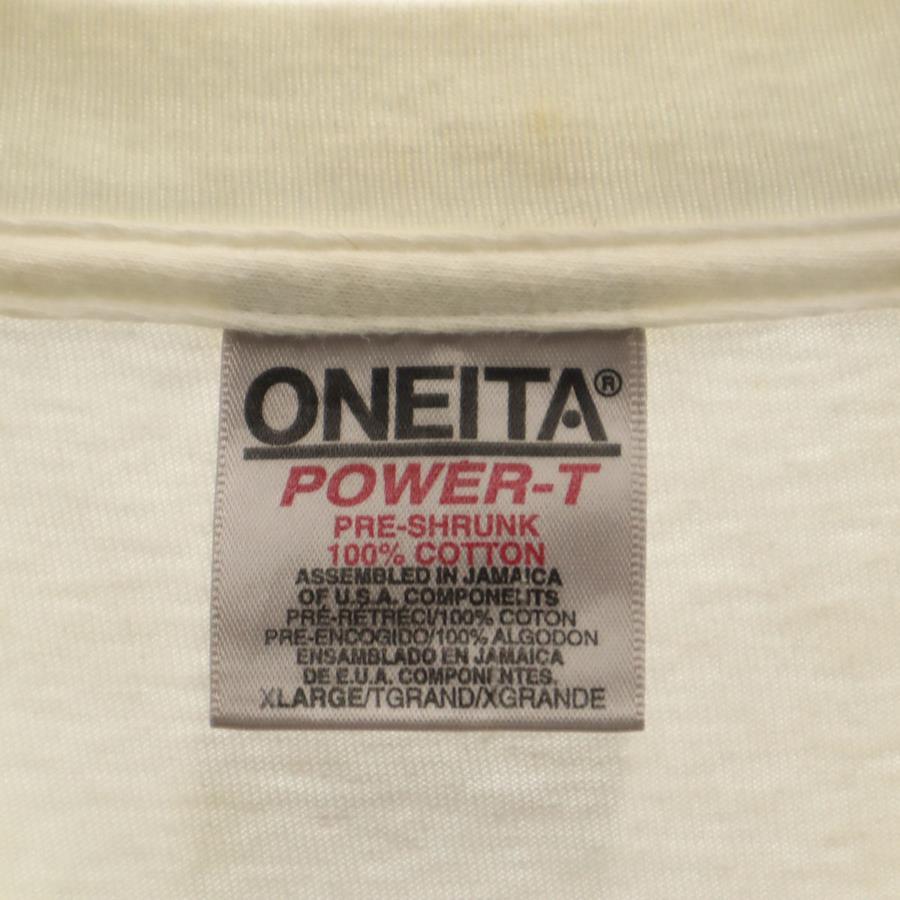 ONEITA®
POWER-T
PRE-SHRUNK
100% COTTON
ASSEMBLED IN JAMAICA
OF U.S.A. COMPONELITS
PRÉ-RÉTRÉCI/100% COTON
PRE-ENCOGIDO/100% ALGODON
ENSAMBLADO EN JAMAICA
DE E.U.A. COMPONENTES.
XLARGE/TGRAND/XGRANDE